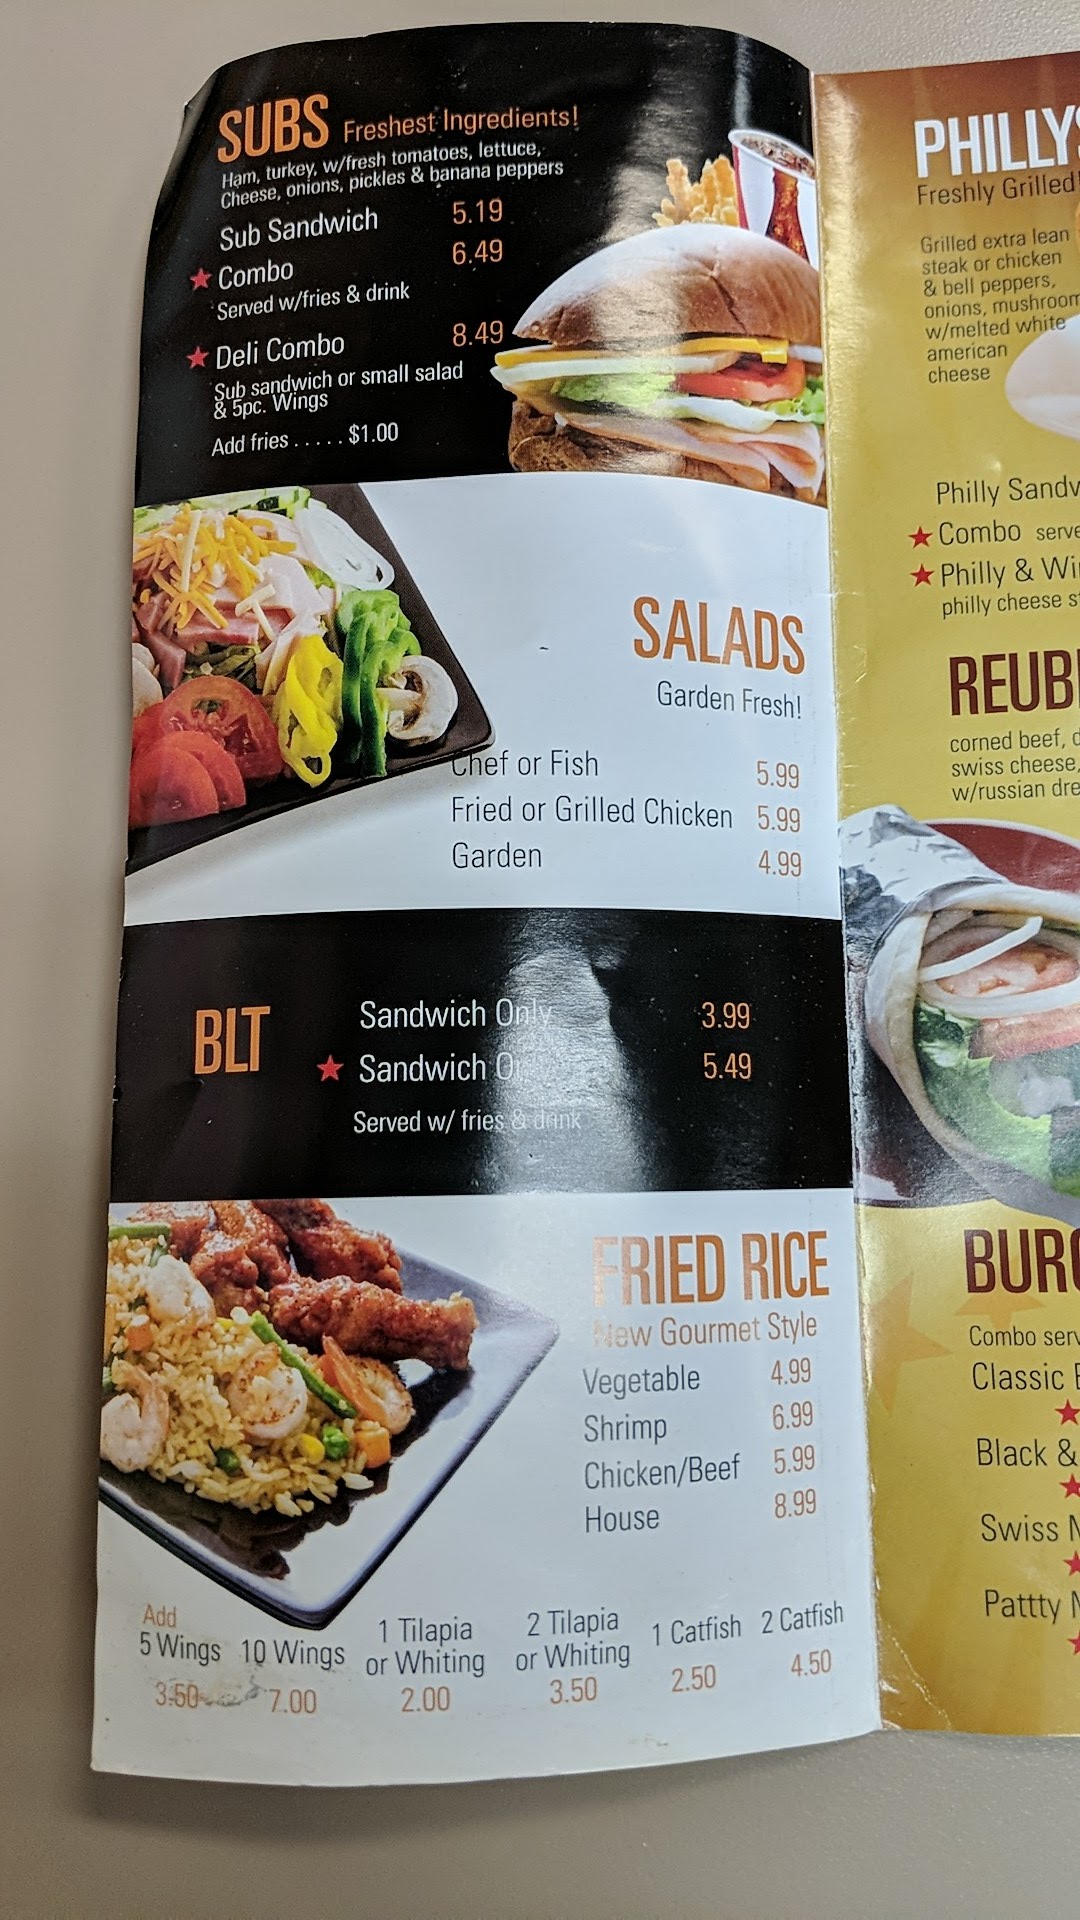 SUBS Freshest Ingredients!
Ham, turkey, w/fresh tomatoes, lettuce,
Cheese, onions, pickles & banana peppers
Sub Sandwich 5.19
★ Combo 6.49
Served w/fries & drink
★ Deli Combo 8.49
Sub sandwich or small salad
& 5pc. Wings
Add fries ..... $1.00
SALADS
Garden Fresh!
Chef or Fish 5.99
Fried or Grilled Chicken 5.99
Garden 4.99
BLT
Sandwich Only 3.99
★ Sandwich 5.49
Served w/ fries & drink
FRIED RICE
New Gourmet Style
Vegetable 4.99
Shrimp 6.99
Chicken/Beef 5.99
House 8.99
Add
5 Wings 3.50
10 Wings 7.00
1 Tilapia
or Whiting
2.00
2 Tilapia
or Whiting
3.50
1 Catfish 2.50
2 Catfish 4.50
PHILLYS
Freshly Grilled!
Grilled extra lean
steak or chicken
& bell peppers,
onions, mushroom
w/melted white
american
cheese
Philly
★ Combo
★ Philly &
philly cheese
corned beef,
swiss cheese,
w/russian
Combo
Classic
★
Black &
★
Swiss
★
Pattty
★